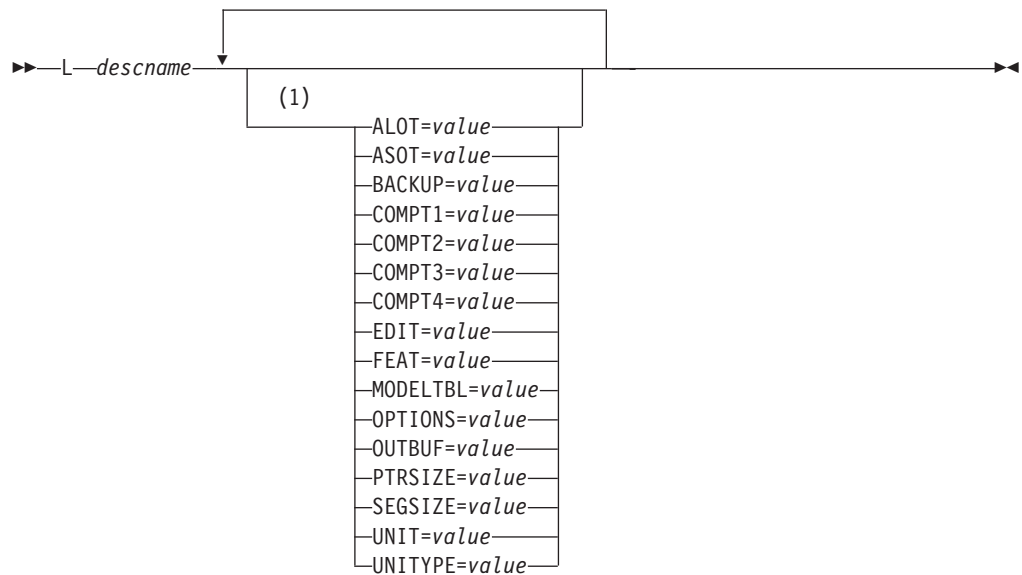 L descname
(1)
ALOT=value
ASOT=value
BACKUP=value
COMPT1=value
COMPT2=value
COMPT3=value
COMPT4=value
EDIT=value
FEAT=value
MODELTBL=value
OPTIONS=value
OUTBUF=value
PTRSIZE=value
SEGSIZE=value
UNIT=value
UNITYPE=value